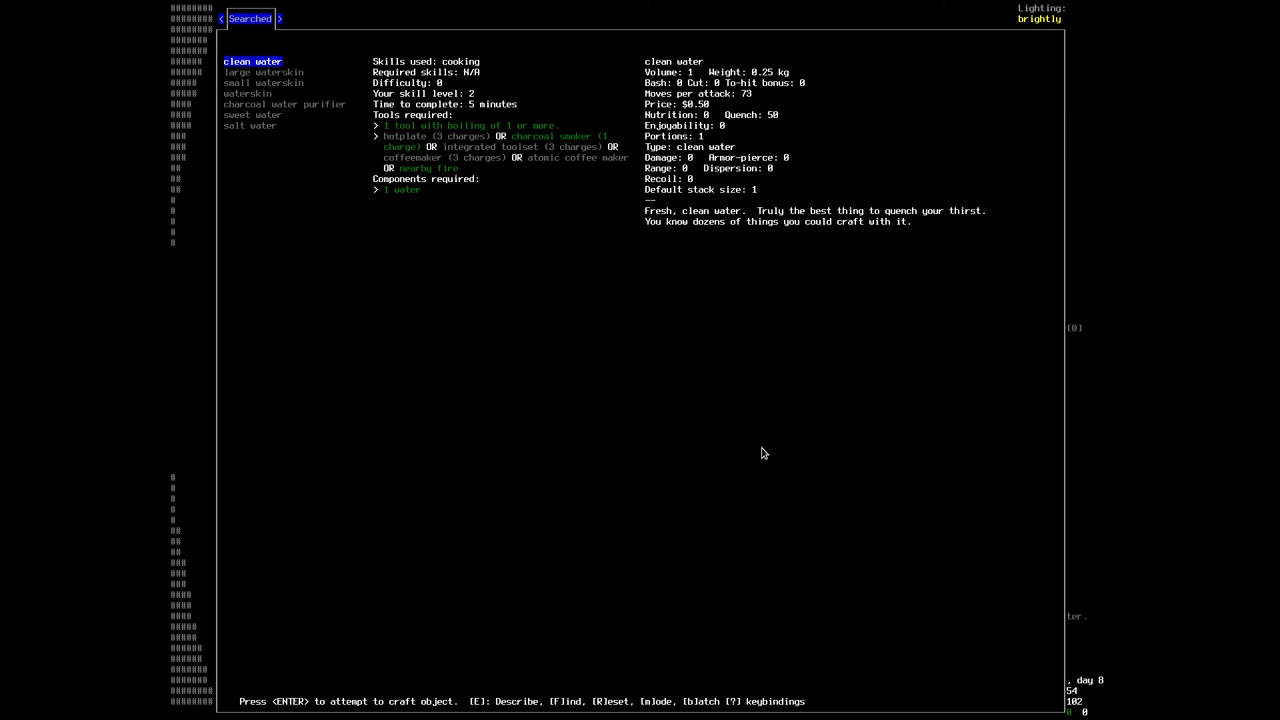 Lighting:
brightly
< Searched >
clean water
large waterskin
small waterskin
waterskin
charcoal water purifier
sweet water
salt water
Skills used: cooking
Required skills: N/A
Difficulty: 0
Your skill level: 2
Time to complete: 5 minutes
Tools required:
> 1 tool with boiling of 1 or more.
> hotplate (3 charges) OR charcoal smoker (1
charge) OR integrated toolset (3 charges) OR
coffeemaker (3 charges) OR atomic coffee maker
OR nearby fire
Components required:
> 1 water
clean water
Volume: 1 Weight: 0.25 kg
Bash: 0 Cut: 0 To-hit bonus: 0
Moves per attack: 73
Price: $0.50
Nutrition: 0 Quench: 50
Enjoyability: 0
Portions: 1
Type: clean water
Damage: 0 Armor-pierce: 0
Range: 0 Dispersion: 0
Recoil: 0
Default stack size: 1
--
Fresh, clean water. Truly the best thing to quench your thirst.
You know dozens of things you could craft with it.
[0]
ter.
, day 8
54
102
0 0
Press <ENTER> to attempt to craft object. [E]: Describe, [F]ind, [R]eset, [m]ode, [b]atch [?] keybindings